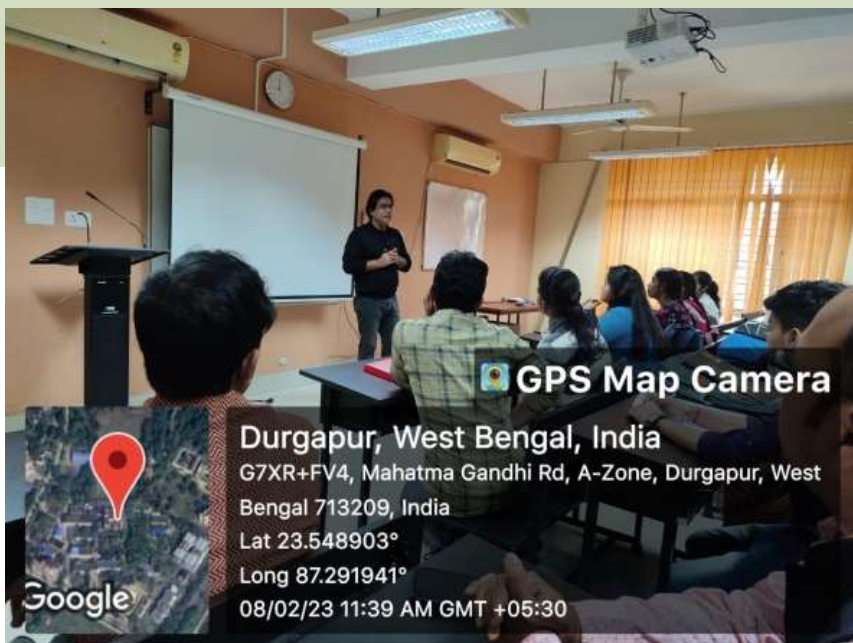 GPS Map Camera
Durgapur, West Bengal, India
G7XR+FV4, Mahatma Gandhi Rd, A-Zone, Durgapur, West
Bengal 713209, India
Lat 23.548903°
Long 87.291941°
08/02/23 11:39 AM GMT +05:30
Google